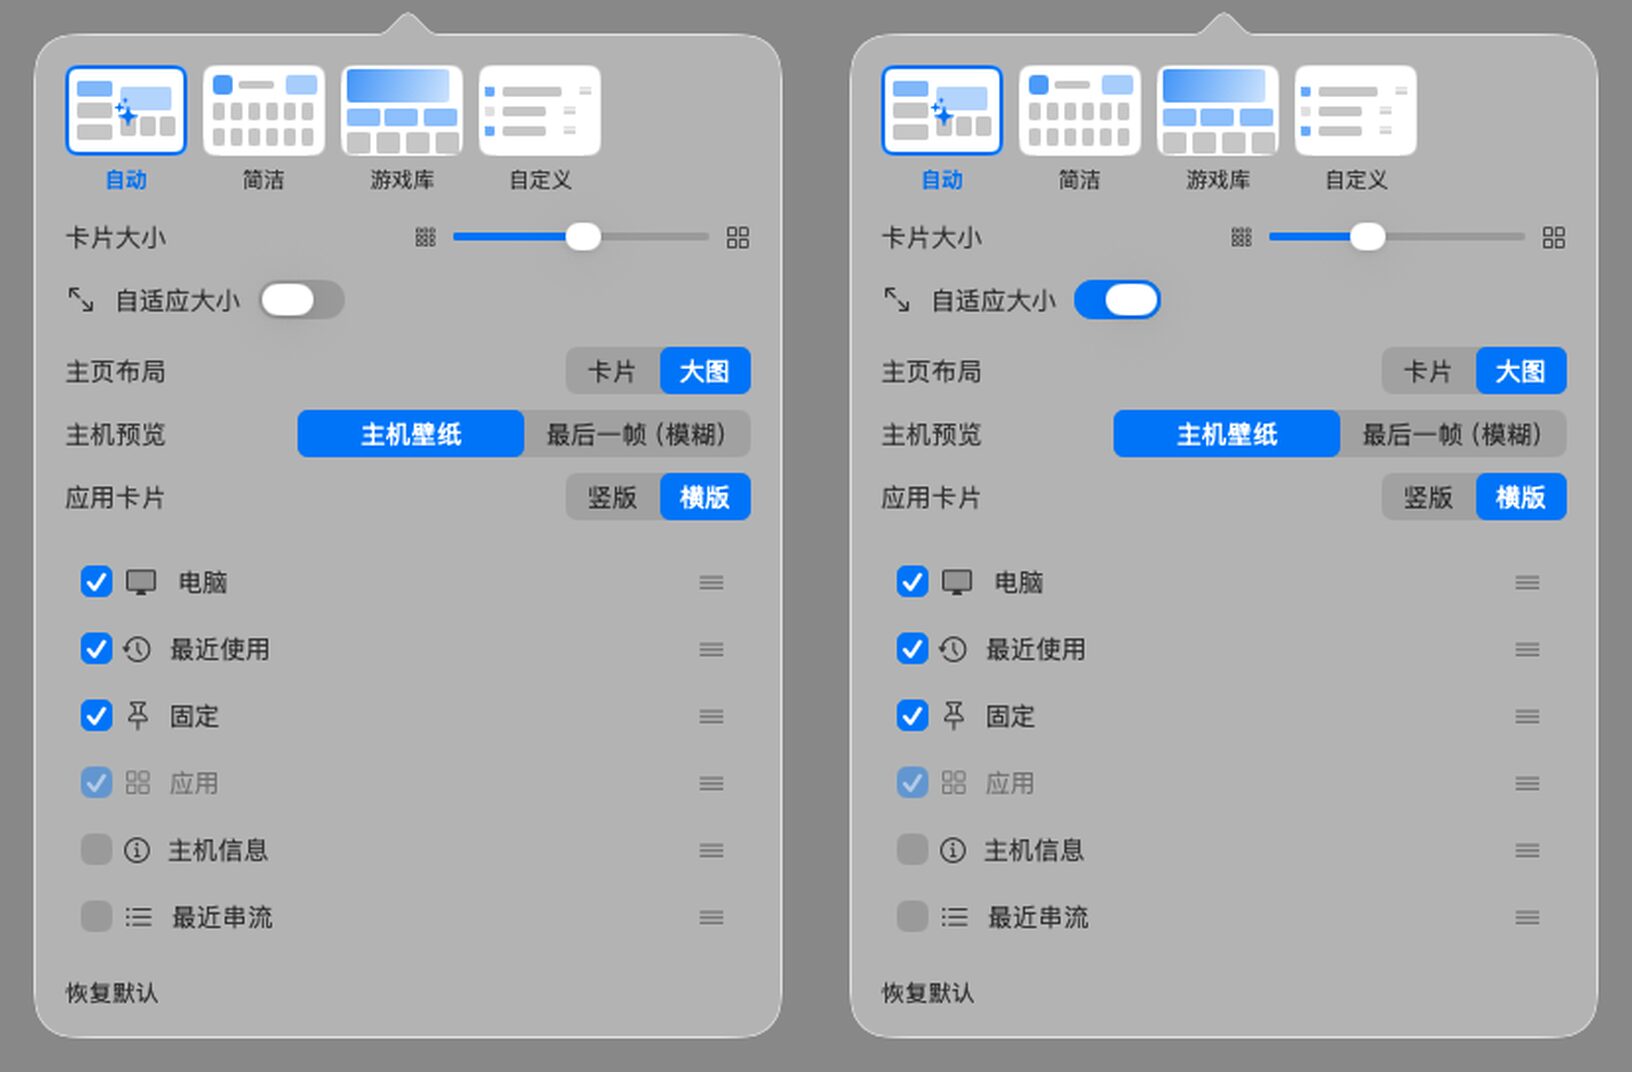 自动 简洁 游戏库 自定义
卡片大小
自适应大小
主页布局 卡片 大图
主机预览 主机壁纸 最后一帧 (模糊)
应用卡片 竖版 横版
电脑
最近使用
固定
应用
主机信息
最近串流
恢复默认
自动 简洁 游戏库 自定义
卡片大小
自适应大小
主页布局 卡片 大图
主机预览 主机壁纸 最后一帧 (模糊)
应用卡片 竖版 横版
电脑
最近使用
固定
应用
主机信息
最近串流
恢复默认